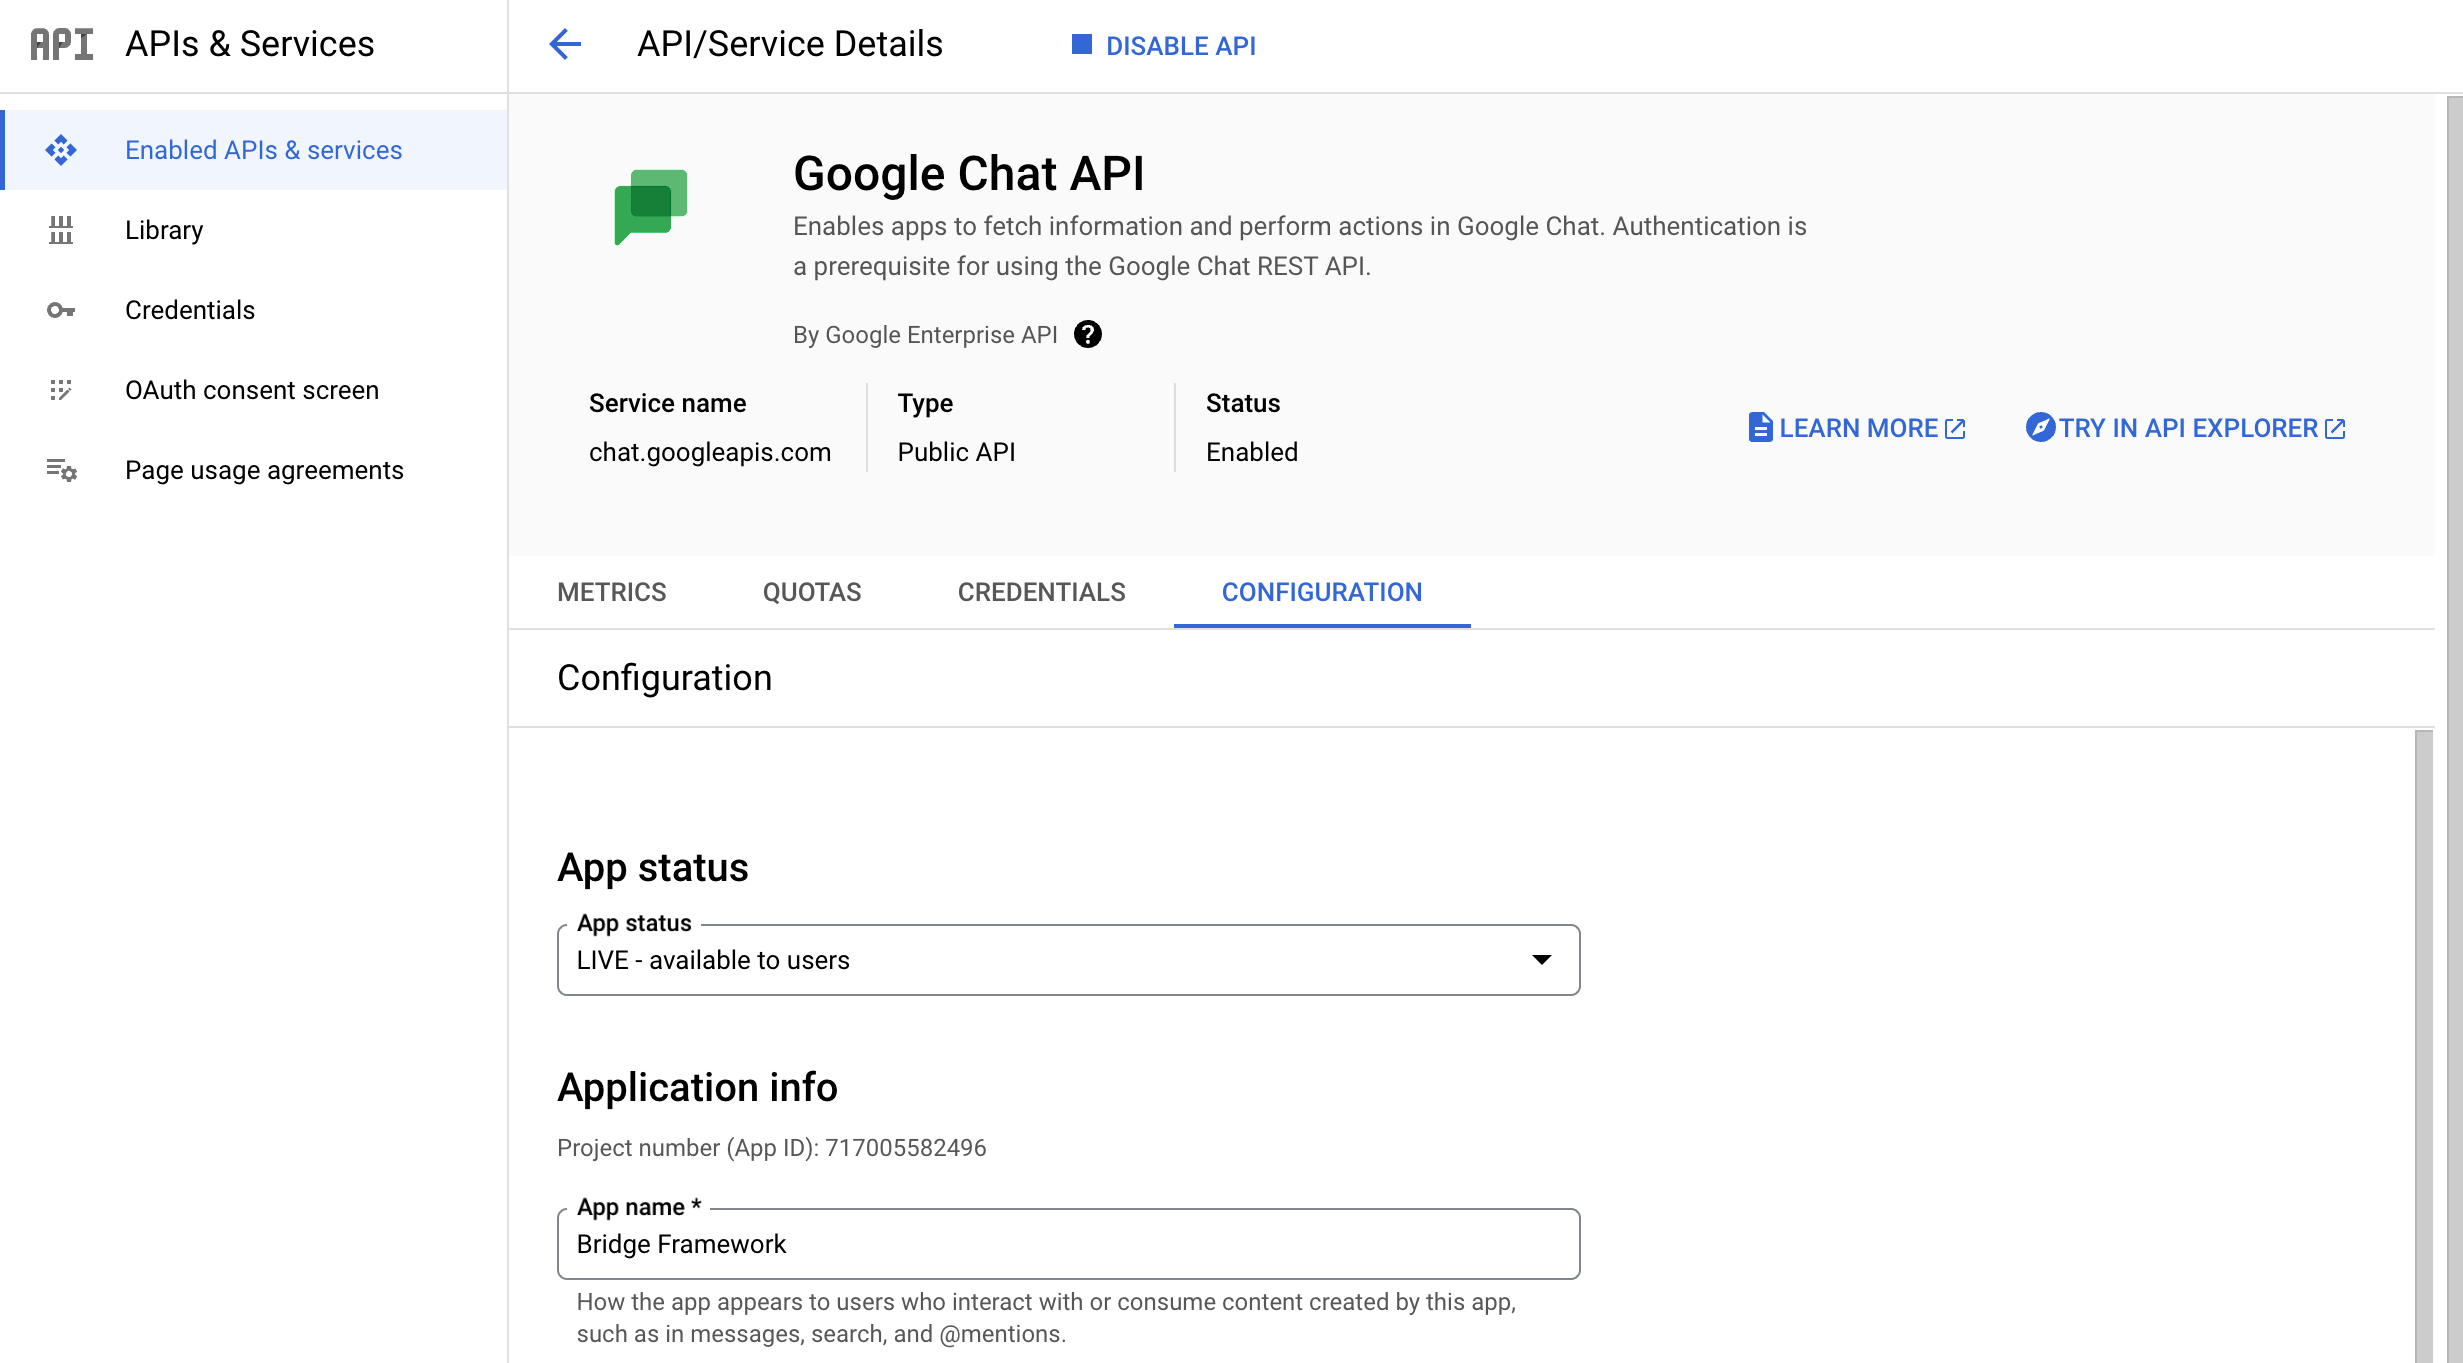 API
APIs & Services
Enabled APIs & services
Library
Credentials
OAuth consent screen
Page usage agreements
API/Service Details
DISABLE API
Google Chat API
Enables apps to fetch information and perform actions in Google Chat. Authentication is
a prerequisite for using the Google Chat REST API.
By Google Enterprise API
Service name
chat.googleapis.com
Type
Public API
Status
Enabled
LEARN MORE
TRY IN API EXPLORER
METRICS
QUOTAS
CREDENTIALS
CONFIGURATION
Configuration
App status
App status
LIVE - available to users
Application info
Project number (App ID): 717005582496
App name *
Bridge Framework
How the app appears to users who interact with or consume content created by this app,
such as in messages, search, and @mentions.